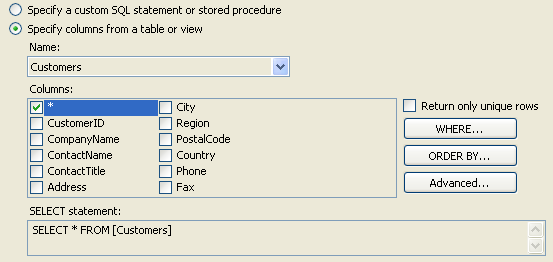 Specify a custom SQL statement or stored procedure
Specify columns from a table or view
Name:
Customers
Columns:
*
CustomerID
CompanyName
ContactName
ContactTitle
Address
City
Region
PostalCode
Country
Phone
Fax
Return only unique rows
WHERE...
ORDER BY...
Advanced...
SELECT statement:
SELECT * FROM [Customers]